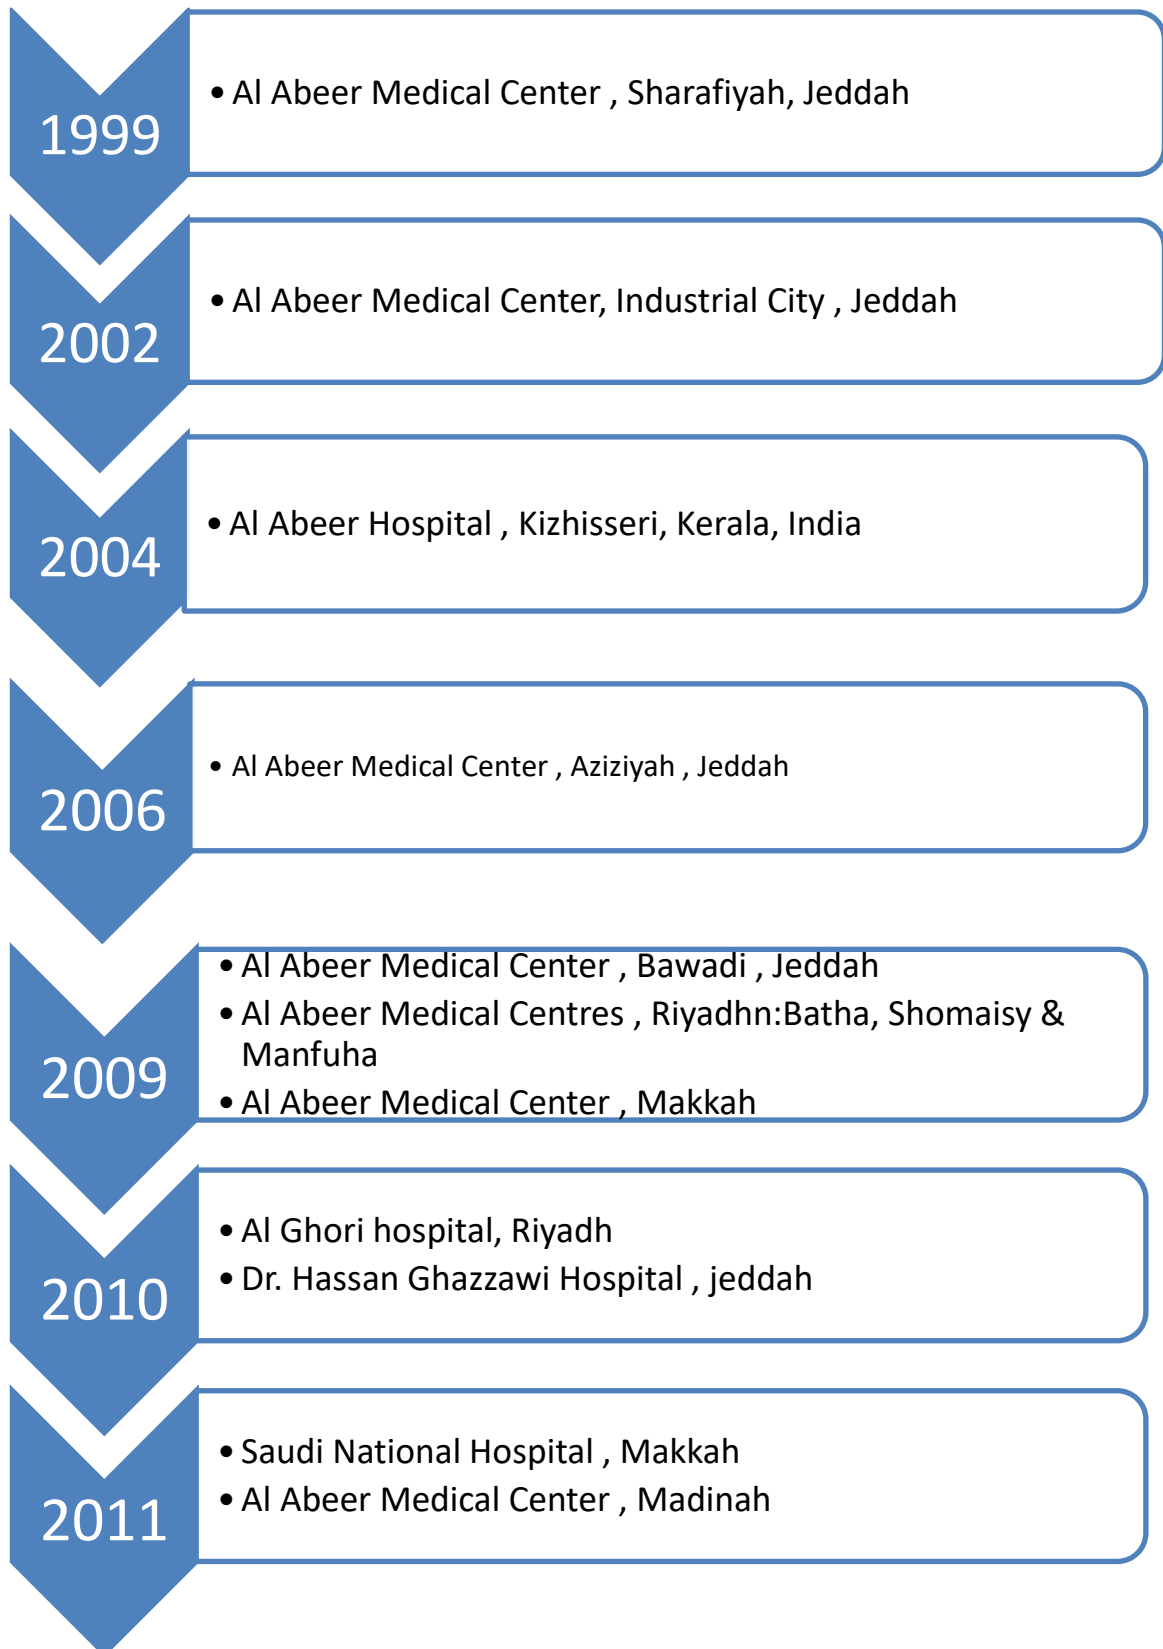 1999
• Al Abeer Medical Center , Sharafiyah, Jeddah
2002
• Al Abeer Medical Center, Industrial City , Jeddah
2004
• Al Abeer Hospital , Kizhisseri, Kerala, India
2006
• Al Abeer Medical Center , Aziziyah , Jeddah
2009
• Al Abeer Medical Center , Bawadi , Jeddah
• Al Abeer Medical Centres , Riyadhn:Batha, Shomaisy &
Manfuha
• Al Abeer Medical Center , Makkah
2010
• Al Ghori hospital, Riyadh
• Dr. Hassan Ghazzawi Hospital , jeddah
2011
• Saudi National Hospital , Makkah
• Al Abeer Medical Center , Madinah